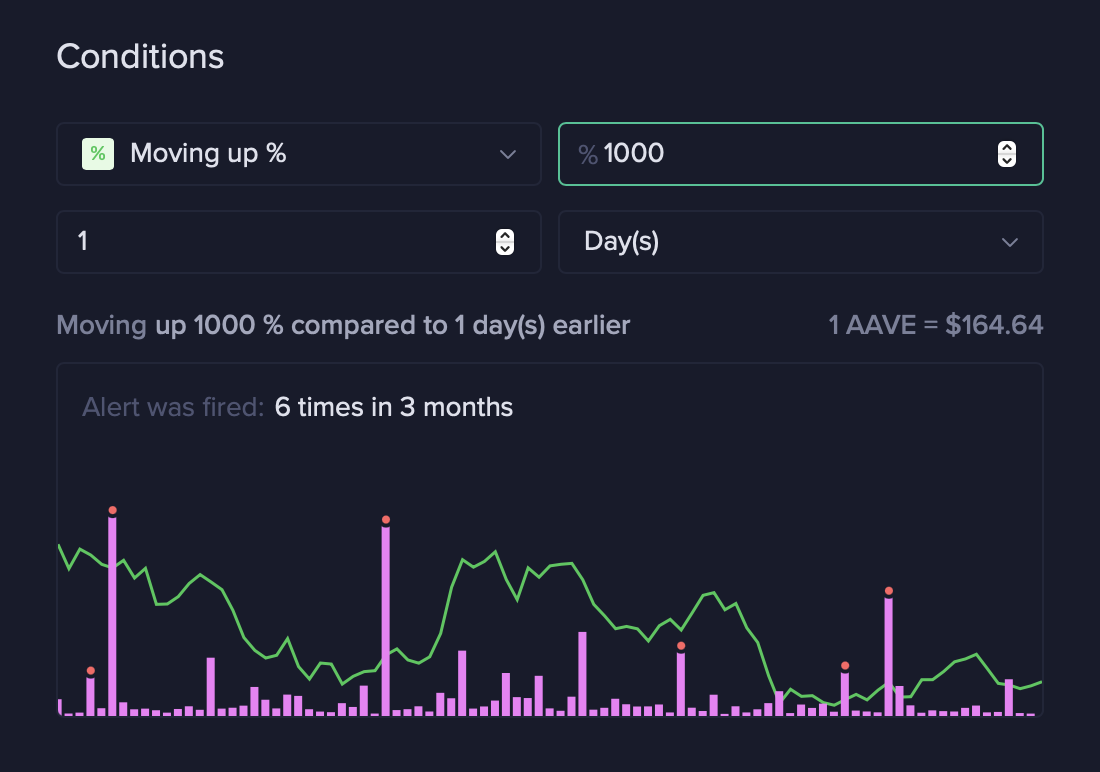 Conditions
% Moving up %
% 1000
1
Day(s)
Moving up 1000 % compared to 1 day(s) earlier
1 AAVE = $164.64
Alert was fired: 6 times in 3 months